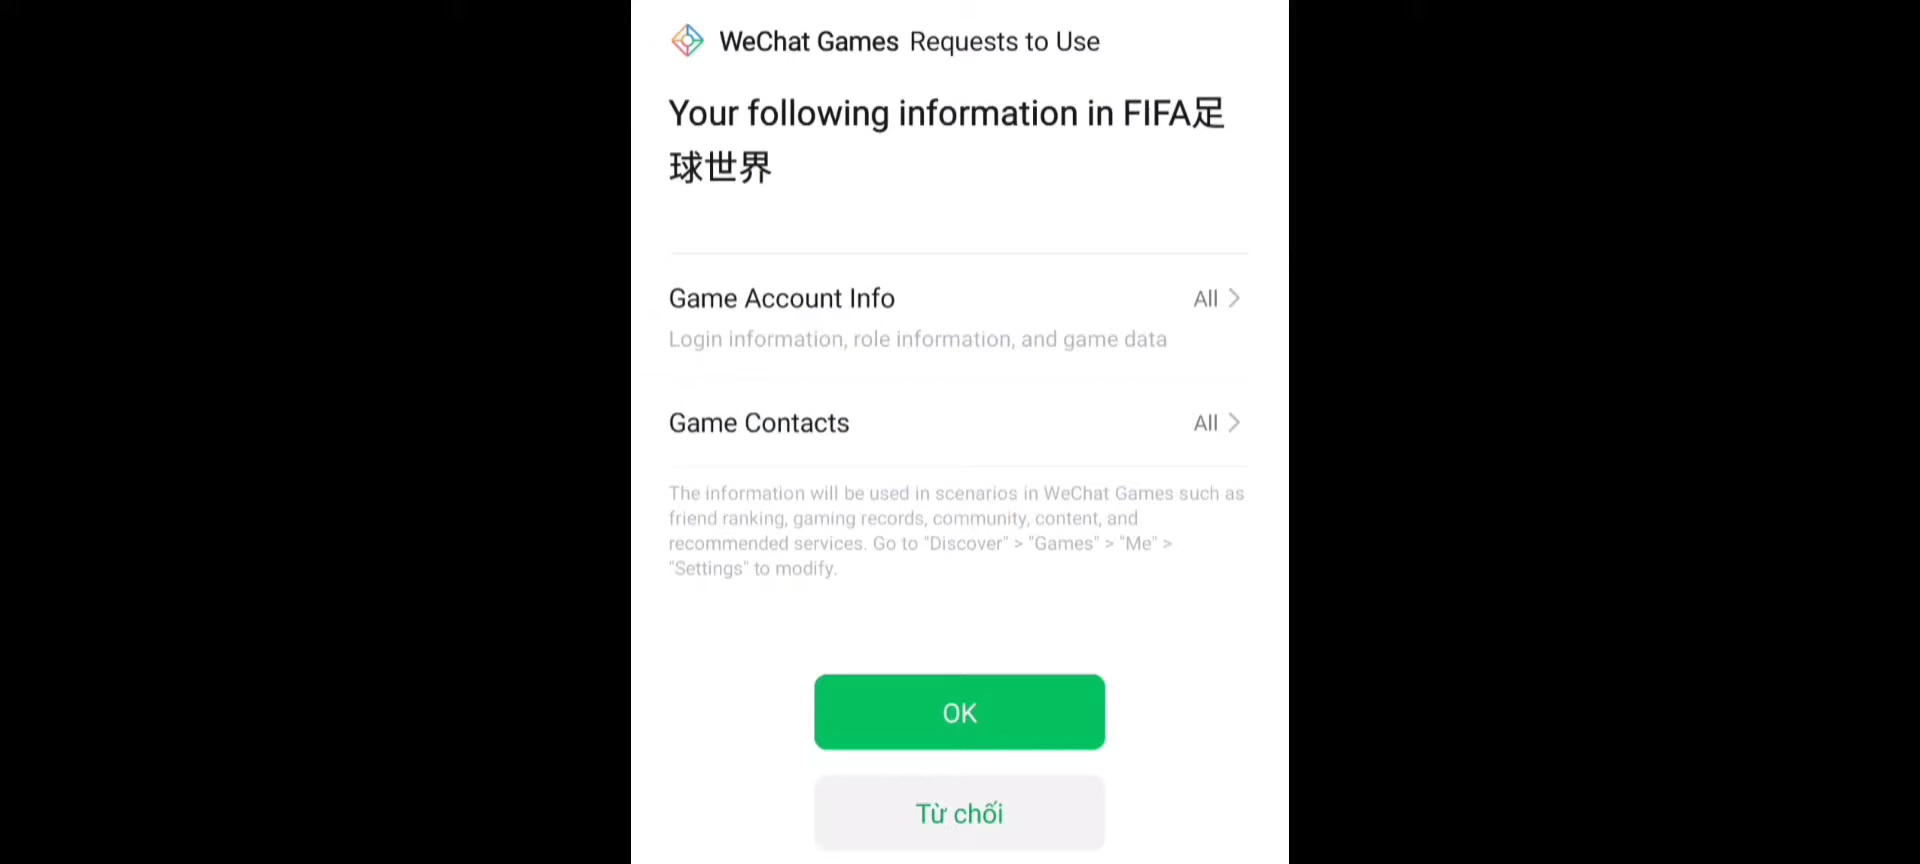 WeChat Games Requests to Use
Your following information in FIFA足
球世界
Game Account Info All
Login information, role information, and game data
Game Contacts All
The information will be used in scenarios in WeChat Games such as
friend ranking, gaming records, community, content, and
recommended services. Go to "Discover" > "Games" > "Me" >
"Settings" to modify.
OK
Từ chối